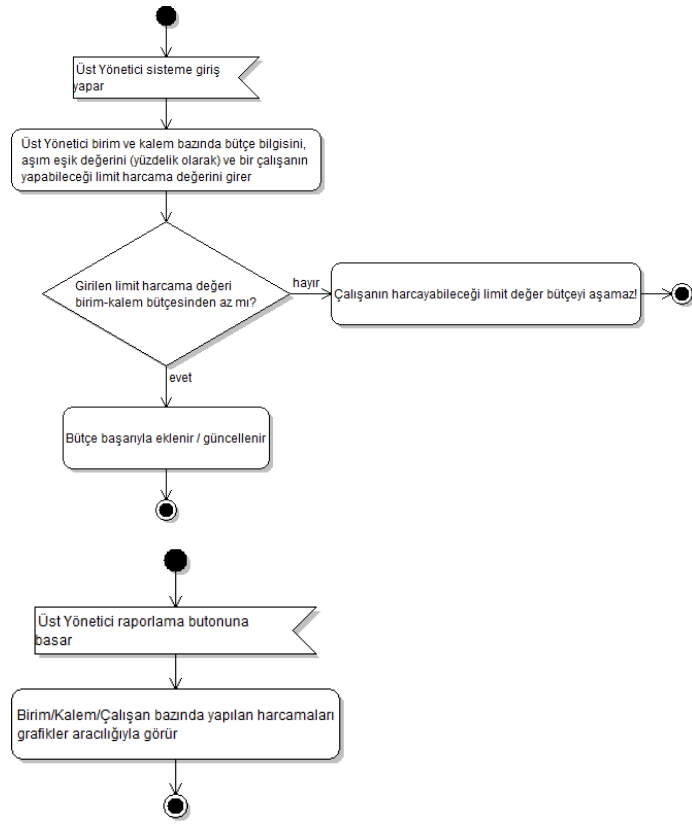 Üst Yönetici sisteme giriş
yapar
Üst Yönetici birim ve kalem bazında bütçe bilgisini,
aşım eşik değerini (yüzdelik olarak) ve bir çalışanın
yapabileceği limit harcama değerini girer
Girilen limit harcama değeri
birim-kalem bütçesinden az mı?
hayır
Çalışanın harcayabileceği limit değer bütçeyi aşamaz!
evet
Bütçe başarıyla eklenir / güncellenir
Üst Yönetici raporlama butonuna
basar
Birim/Kalem/Çalışan bazında yapılan harcamaları
grafikler aracılığıyla görür